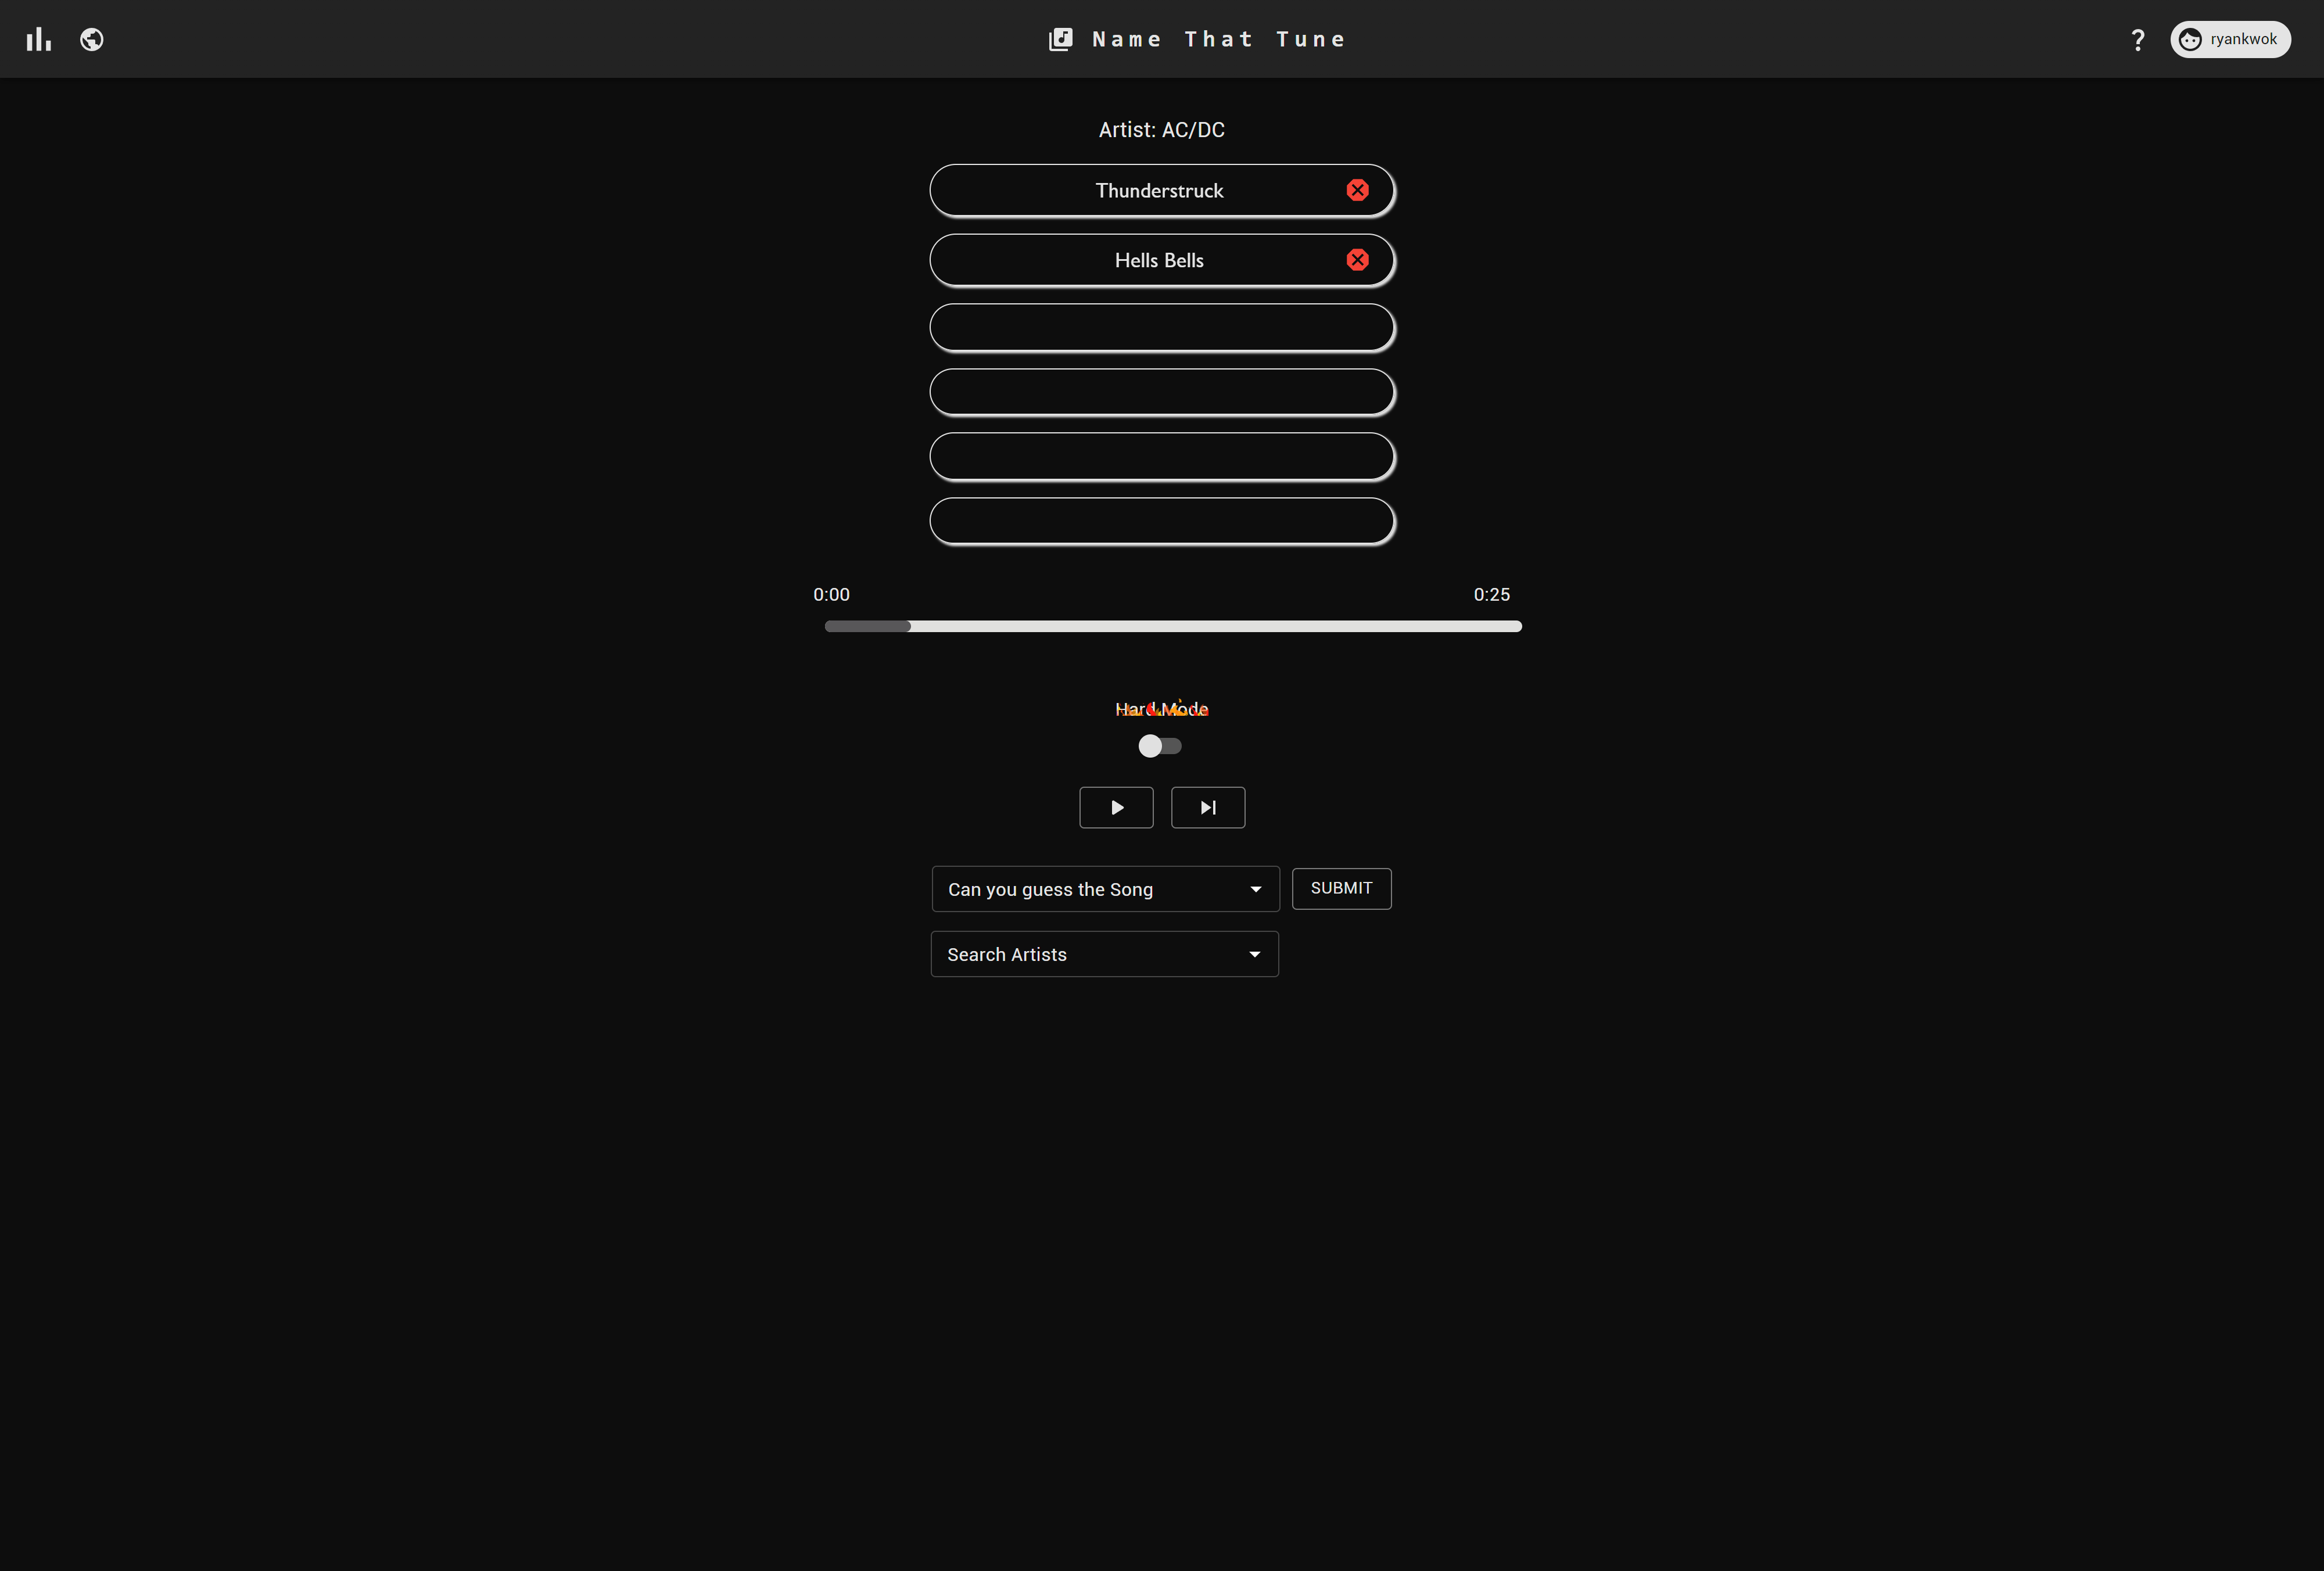 Name That Tune
?
ryankwok
Artist: AC/DC
Thunderstruck
Hells Bells
0:00
0:25
Hard Mode
Can you guess the Song
SUBMIT
Search Artists